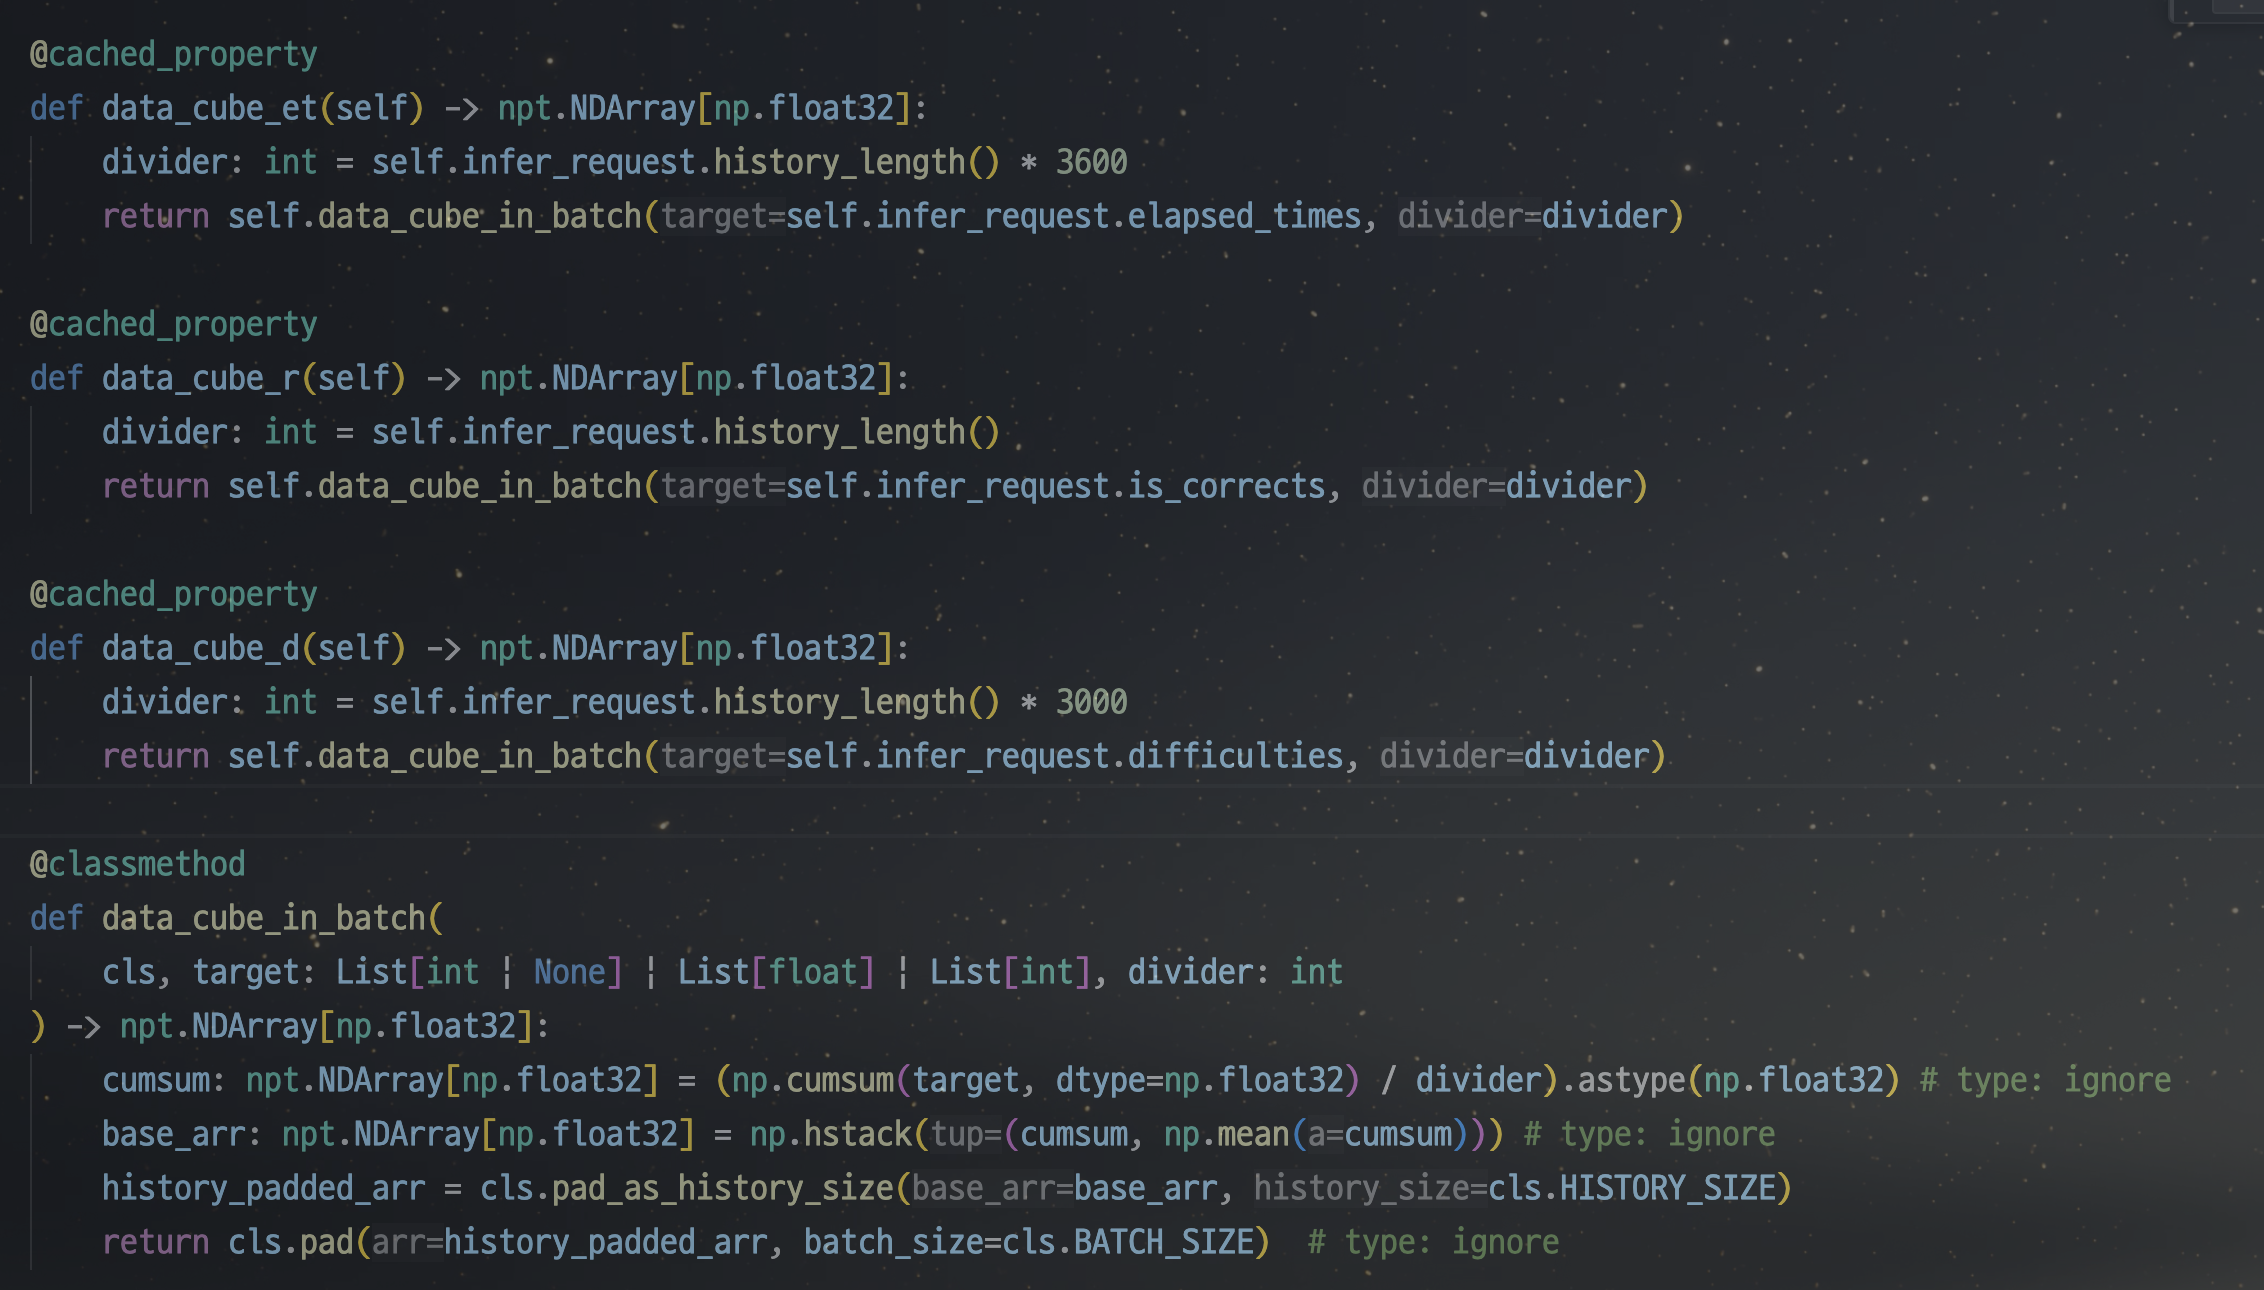 @cached_property
def data_cube_et(self) -> npt.NDArray[np.float32]:
    divider: int = self.infer_request.history_length() * 3600
    return self.data_cube_in_batch(target=self.infer_request.elapsed_times, divider=divider)

@cached_property
def data_cube_r(self) -> npt.NDArray[np.float32]:
    divider: int = self.infer_request.history_length()
    return self.data_cube_in_batch(target=self.infer_request.is_corrects, divider=divider)

@cached_property
def data_cube_d(self) -> npt.NDArray[np.float32]:
    divider: int = self.infer_request.history_length() * 3000
    return self.data_cube_in_batch(target=self.infer_request.difficulties, divider=divider)

@classmethod
def data_cube_in_batch(
    cls, target: List[int | None] | List[float] | List[int], divider: int
) -> npt.NDArray[np.float32]:
    cumsum: npt.NDArray[np.float32] = (np.cumsum(target, dtype=np.float32) / divider).astype(np.float32) # type: ignore
    base_arr: npt.NDArray[np.float32] = np.hstack(tup=(cumsum, np.mean(a=cumsum))) # type: ignore
    history_padded_arr = cls.pad_as_history_size(base_arr=base_arr, history_size=cls.HISTORY_SIZE)
    return cls.pad(arr=history_padded_arr, batch_size=cls.BATCH_SIZE)  # type: ignore